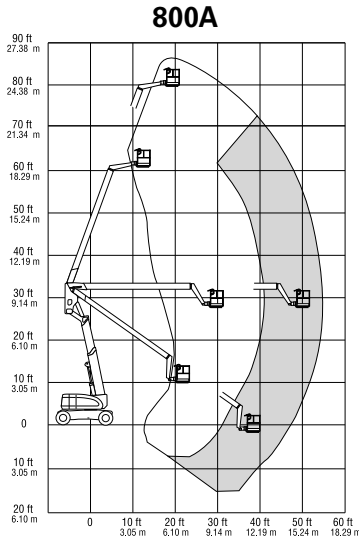 800A
90 ft
27.38 m
80 ft
24.38 m
70 ft
21.34 m
60 ft
18.29 m
50 ft
15.24 m
40 ft
12.19 m
30 ft
9.14 m
20 ft
6.10 m
10 ft
3.05 m
0
10 ft
3.05 m
20 ft
6.10 m
0 10 ft 20 ft 30 ft 40 ft 50 ft 60 ft
3.05 m 6.10 m 9.14 m 12.19 m 15.24 m 18.29 m